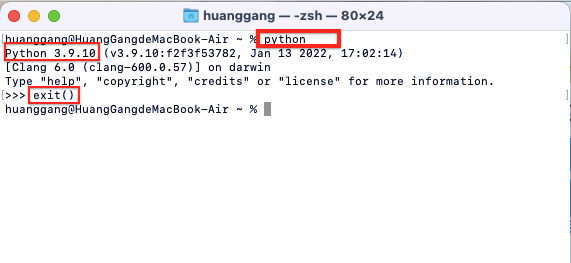 huanggang — -zsh — 80×24
[huanggang@HuangGangdeMacBook-Air ~ % python ]
Python 3.9.10 (v3.9.10:f2f3f53782, Jan 13 2022, 17:02:14)
[Clang 6.0 (clang-600.0.57)] on darwin
Type "help", "copyright", "credits" or "license" for more information.
[>>> exit() ]
huanggang@HuangGangdeMacBook-Air ~ %